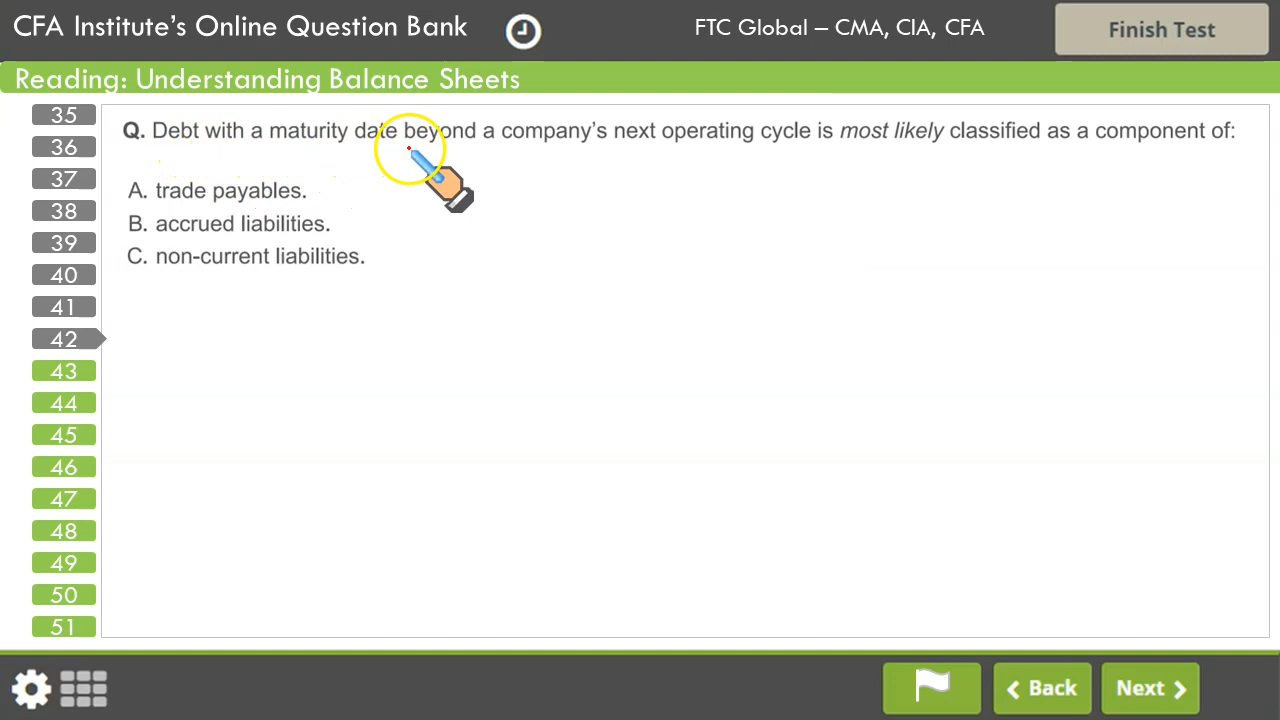 CFA Institute's Online Question Bank
FTC Global – CMA, CIA, CFA
Finish Test
Reading: Understanding Balance Sheets
35
36
37
38
39
40
41
42
43
44
45
46
47
48
49
50
51
Q. Debt with a maturity date beyond a company's next operating cycle is most likely classified as a component of:
A. trade payables.
B. accrued liabilities.
C. non-current liabilities.
Back
Next